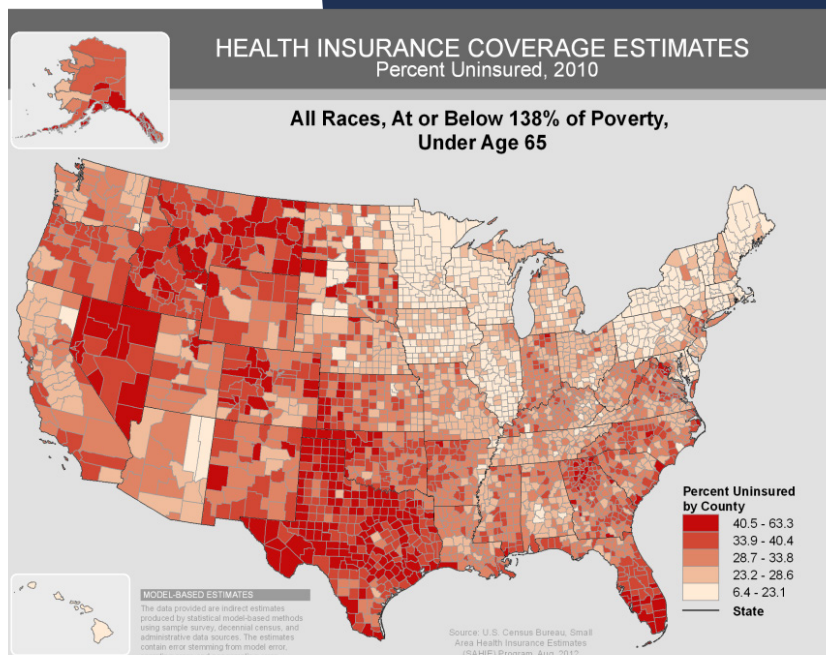 HEALTH INSURANCE COVERAGE ESTIMATES
Percent Uninsured, 2010
All Races, At or Below 138% of Poverty,
Under Age 65
Percent Uninsured
by County
40.5 - 63.3
33.9 - 40.4
28.7 - 33.8
23.2 - 28.6
6.4 - 23.1
State
MODEL-BASED ESTIMATES
The data provided are indirect estimates
produced by statistical model-based methods
using sample survey, decennial census, and
administrative data sources. The estimates
contain error stemming from model error,
Source: U.S. Census Bureau, Small
Area Health Insurance Estimates
(SAHIE) Program, Aug. 2012